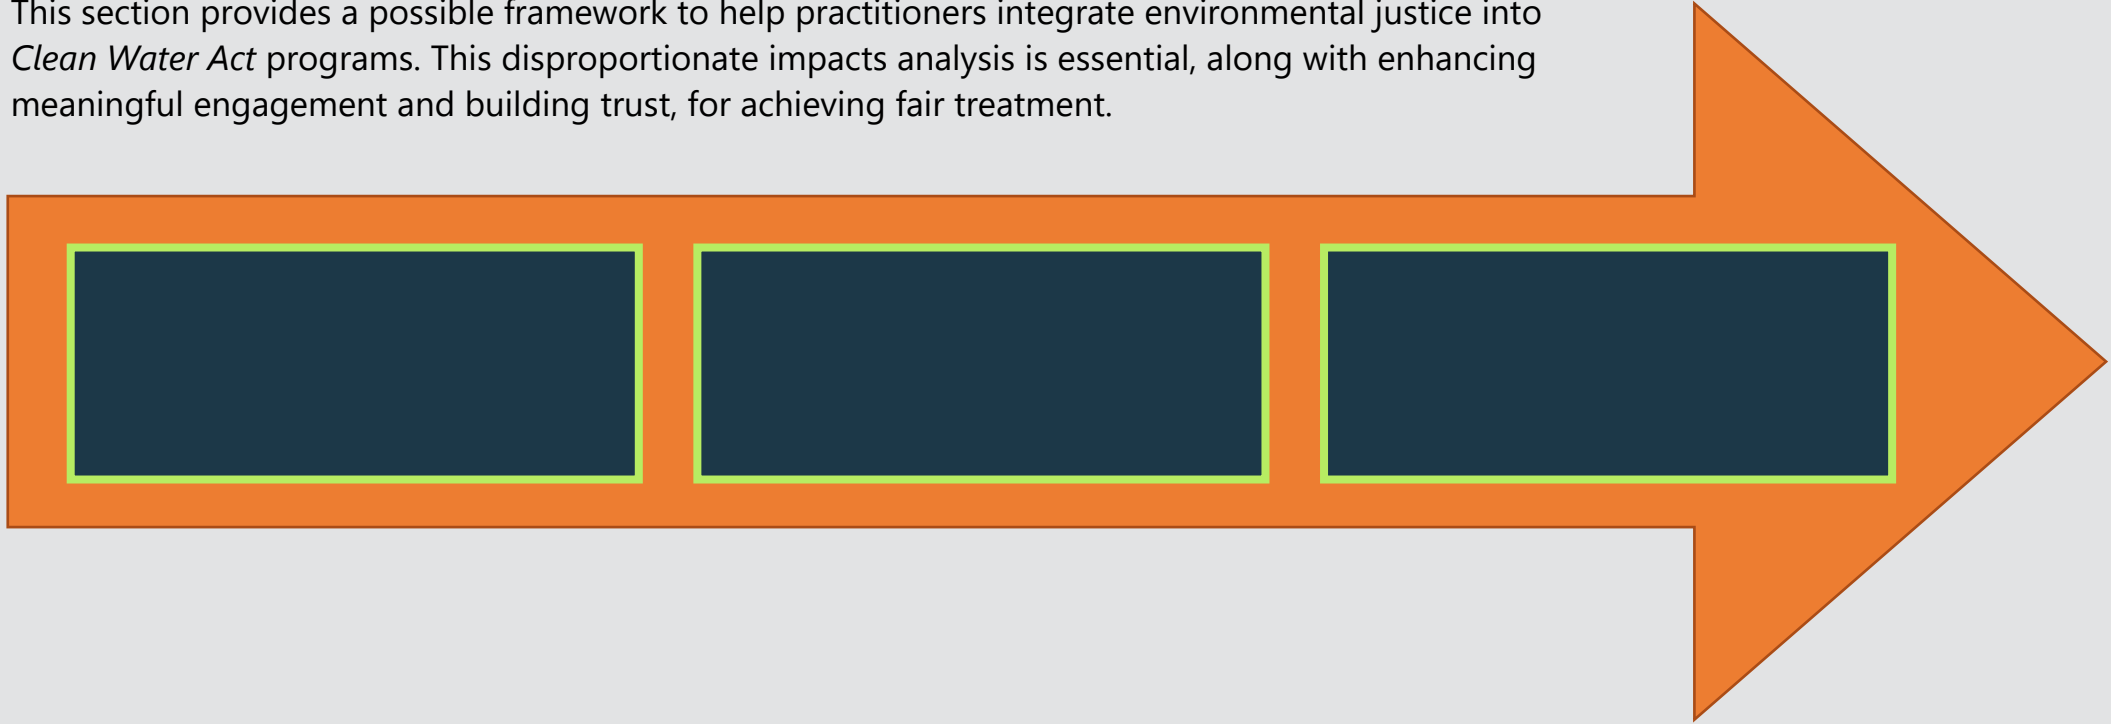 This section provides a possible framework to help practitioners integrate environmental justice into
Clean Water Act programs. This disproportionate impacts analysis is essential, along with enhancing
meaningful engagement and building trust, for achieving fair treatment.